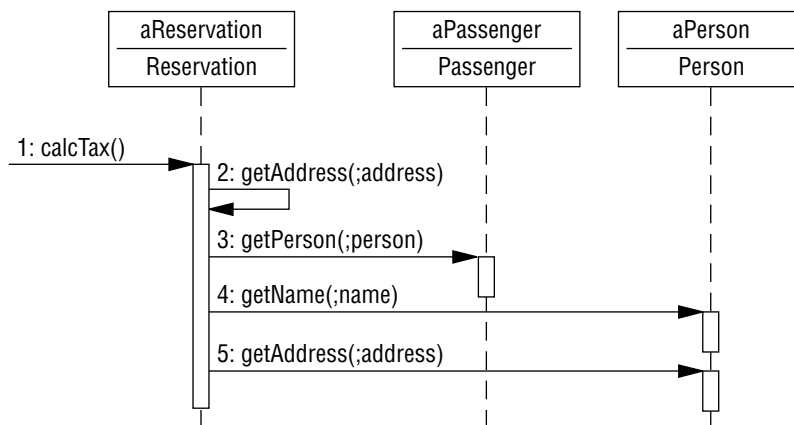 aReservation
Reservation
aPassenger
Passenger
aPerson
Person
1: calcTax()
2: getAddress(;address)
3: getPerson(;person)
4: getName(;name)
5: getAddress(;address)